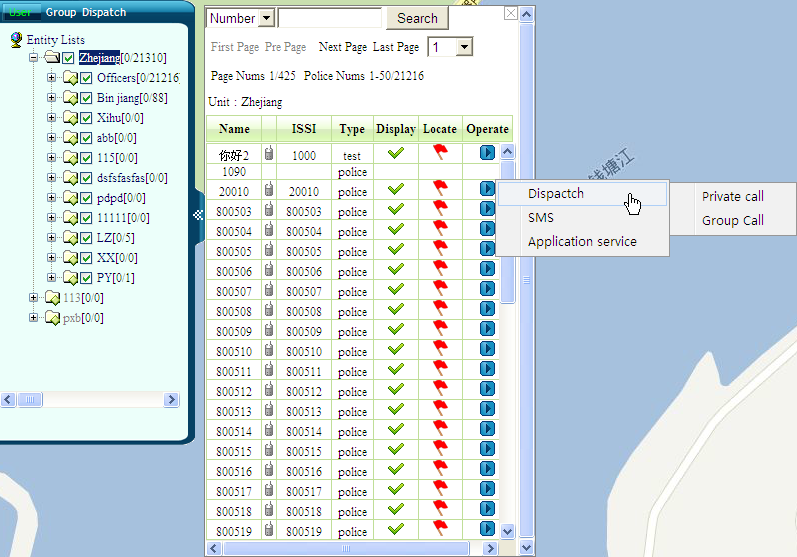 User Group Dispatch
Entity Lists
Zhejiang[0/21310]
Officers[0/21216]
Bin jiang[0/88]
Xihu[0/0]
abb[0/0]
115[0/0]
dsfsfasfas[0/0]
pdpd[0/0]
11111[0/0]
LZ[0/5]
XX[0/0]
PY[0/1]
113[0/0]
pxb[0/0]
Number Search
First Page Pre Page Next Page Last Page 1
Page Nums 1/425 Police Nums 1-50/21216
Unit : Zhejiang
Name ISSI Type Display Locate Operate
你好2 1000 test
1090 police
20010 20010 police
800503 800503 police
800504 800504 police
800505 800505 police
800506 800506 police
800507 800507 police
800508 800508 police
800509 800509 police
800510 800510 police
800511 800511 police
800512 800512 police
800513 800513 police
800514 800514 police
800515 800515 police
800516 800516 police
800517 800517 police
800518 800518 police
800519 800519 police
Dispactch
SMS
Application service
Private call
Group Call
钱塘江